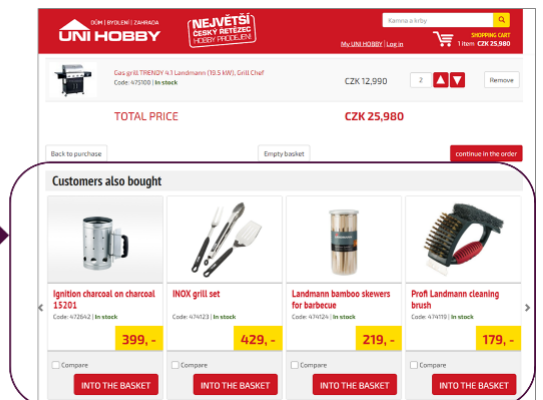 DŮM | BYDLENÍ | ZAHRADA
UNI HOBBY
NEJVĚTŠÍ
ČESKÝ ŘETĚZEC
HOBBY PRODEJEN!
Kamna a krby
My UNI HOBBY | Log in
SHOPPING CART
1 item CZK 25,980
Gas grill TRENDY 4.1 Landmann (19.5 kW), Grill Chef
Code: 475100 | In stock
CZK 12,990
2
Remove
TOTAL PRICE
CZK 25,980
Back to purchase
Empty basket
continue in the order
Customers also bought
Ignition charcoal on charcoal
15201
Code: 472642 | In stock
399, -
Compare
INTO THE BASKET
INOX grill set
Code: 474123 | In stock
429, -
Compare
INTO THE BASKET
Landmann bamboo skewers
for barbecue
Code: 474124 | In stock
219, -
Compare
INTO THE BASKET
Profi Landmann cleaning
brush
Code: 474119 | In stock
179, -
Compare
INTO THE BASKET